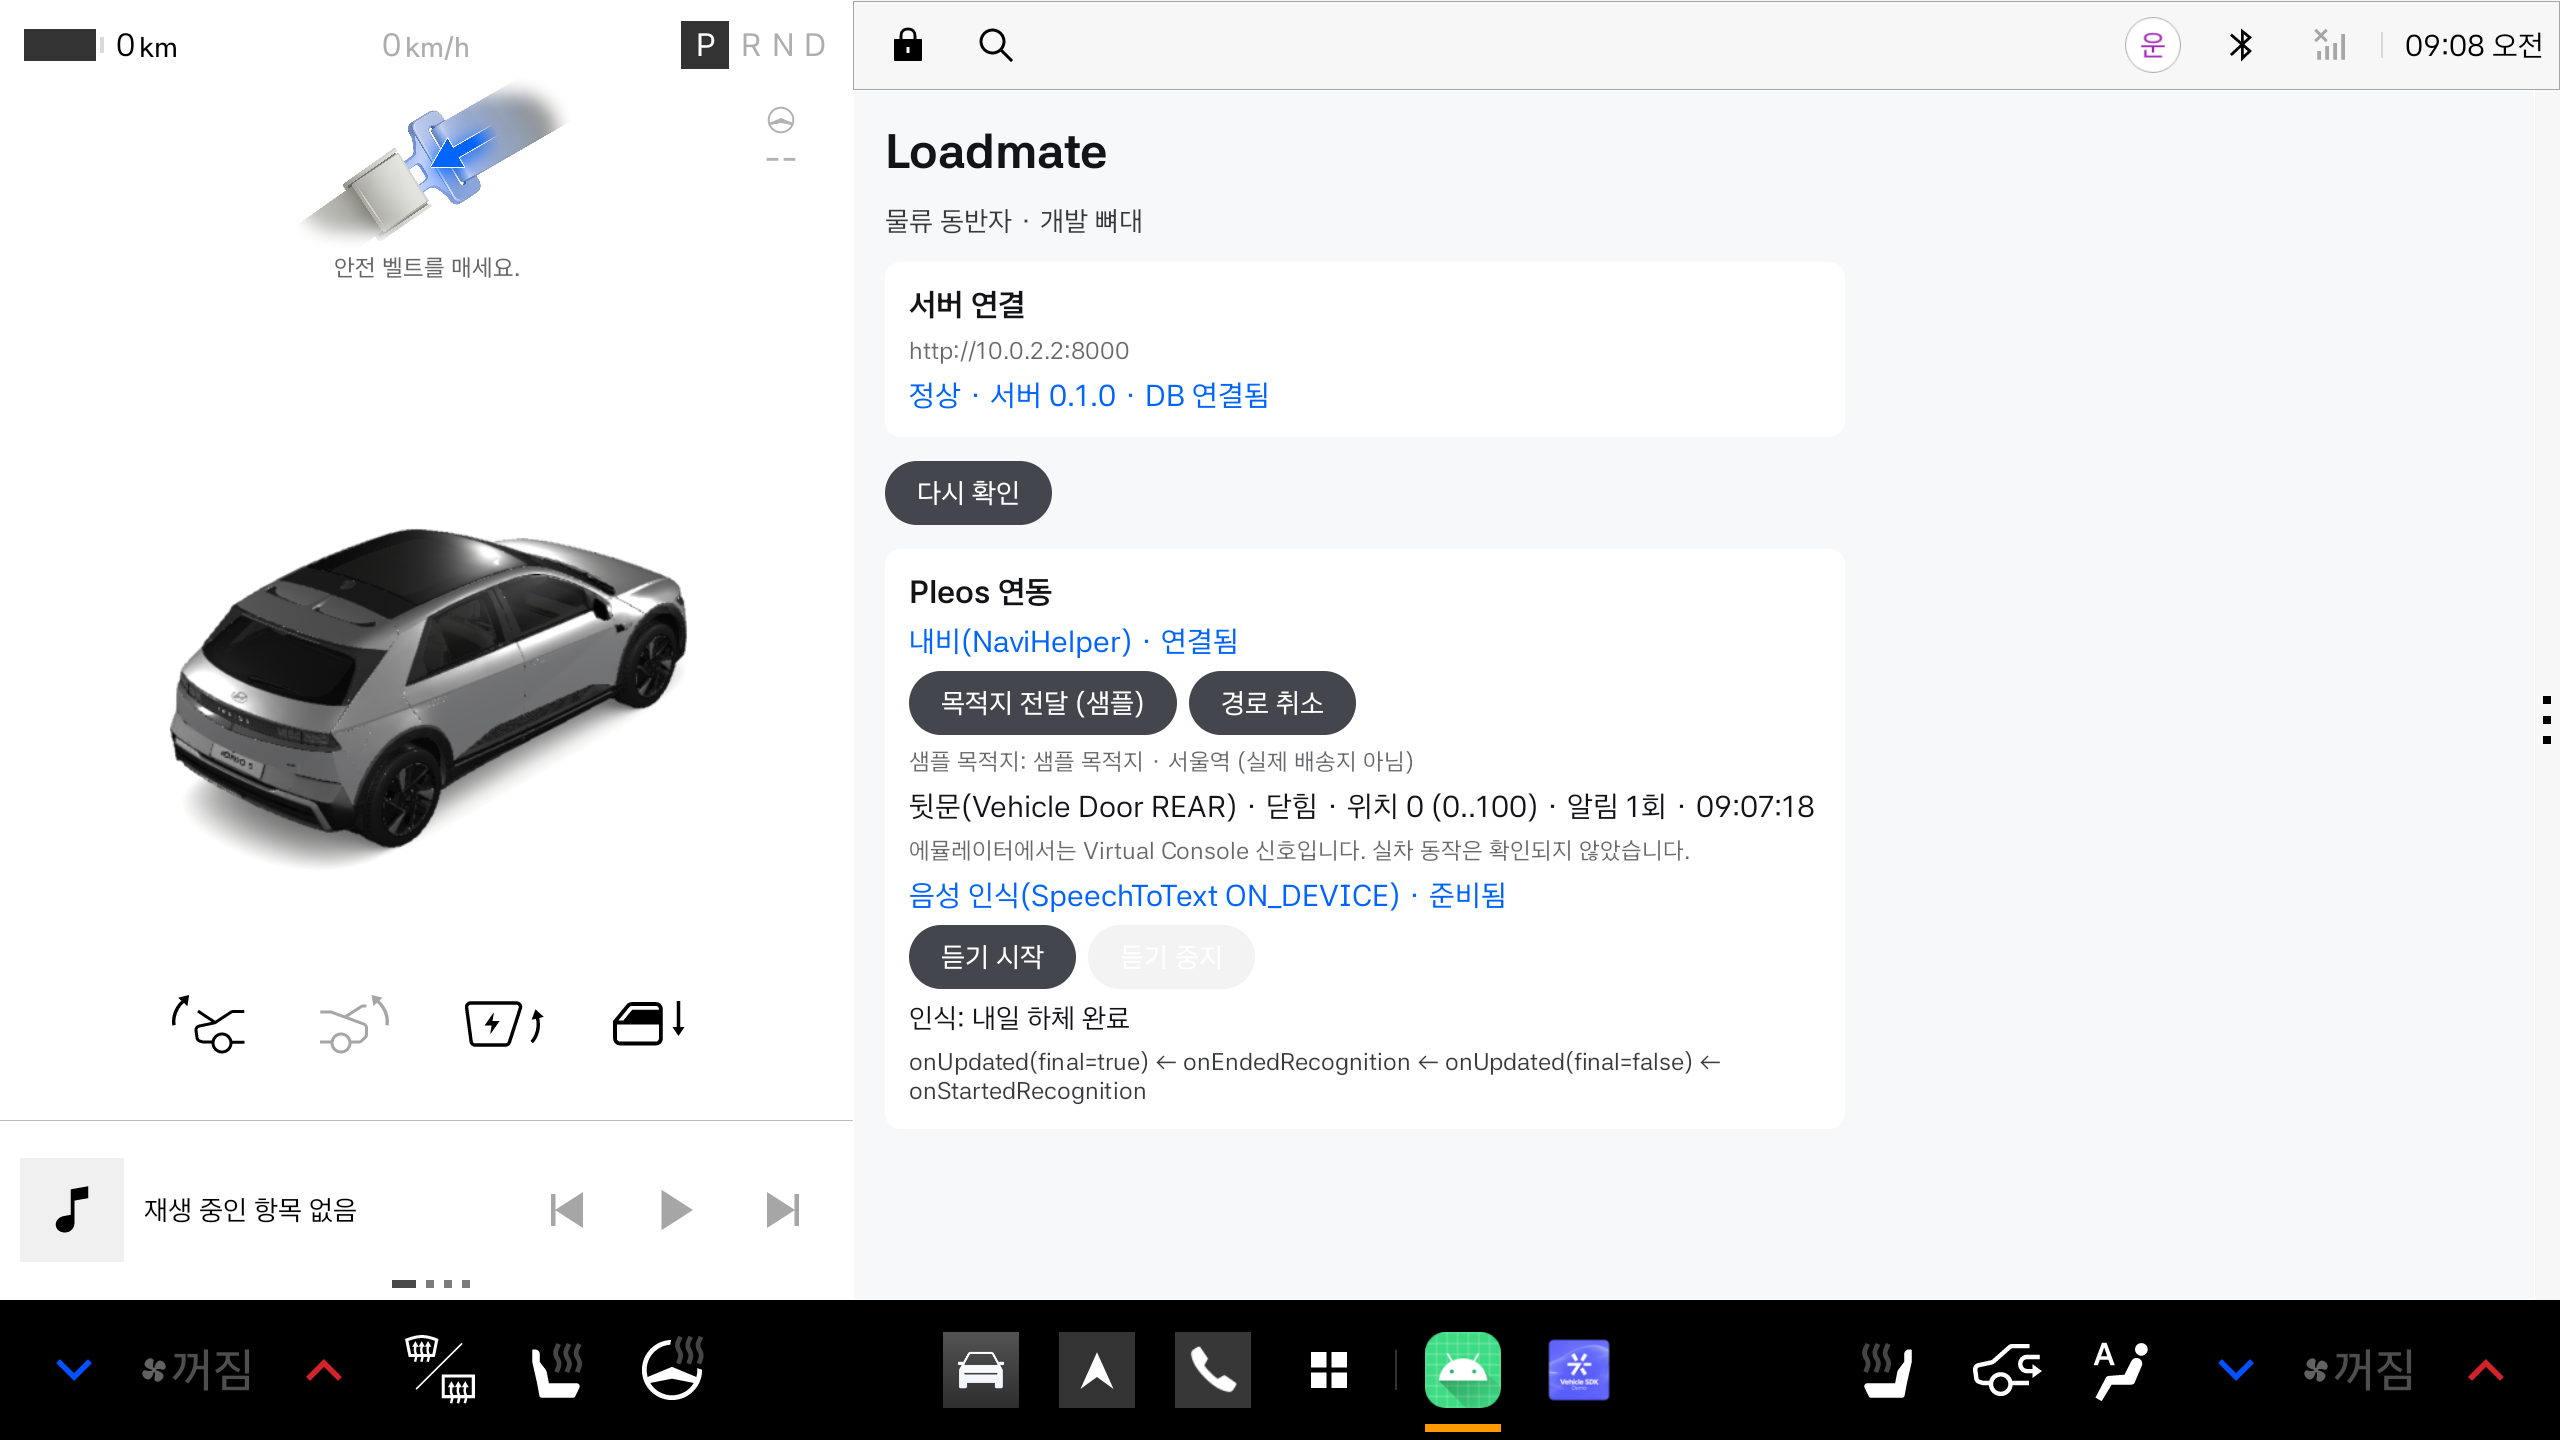 0 km
0 km/h
P R N D
안전 벨트를 매세요.
운
09:08 오전
Loadmate
물류 동반자 · 개발 뼈대
서버 연결
http://10.0.2.2:8000
정상 · 서버 0.1.0 · DB 연결됨
다시 확인
Pleos 연동
내비(NaviHelper) · 연결됨
목적지 전달 (샘플)
경로 취소
샘플 목적지: 샘플 목적지 · 서울역 (실제 배송지 아님)
뒷문(Vehicle Door REAR) · 닫힘 · 위치 0 (0..100) · 알림 1회 · 09:07:18
에뮬레이터에서는 Virtual Console 신호입니다. 실차 동작은 확인되지 않았습니다.
음성 인식(SpeechToText ON_DEVICE) · 준비됨
듣기 시작
듣기 중지
인식: 내일 하체 완료
onUpdated(final=true) ← onEndedRecognition ← onUpdated(final=false) ←
onStartedRecognition
재생 중인 항목 없음
꺼짐
Vehicle SDK
Demo
A
꺼짐